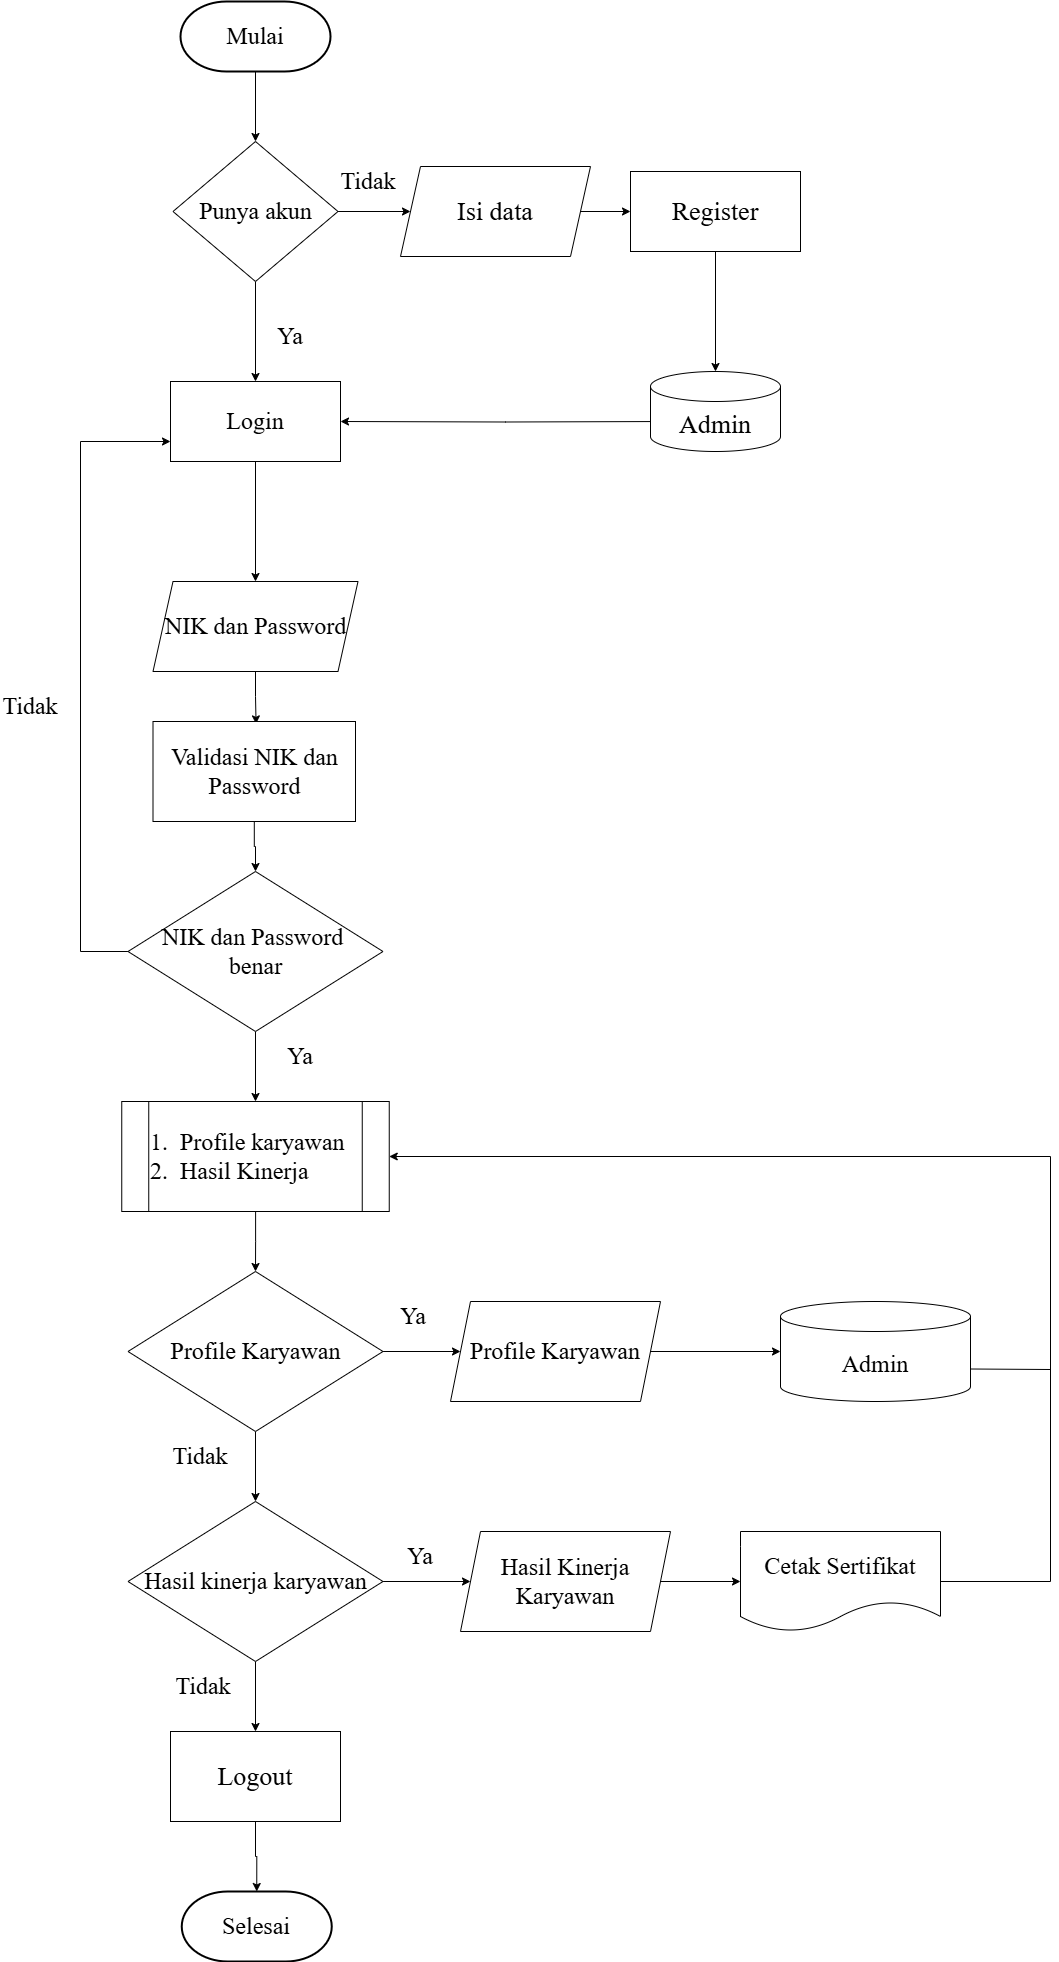 Mulai
Punya akun
Tidak
Isi data
Register
Ya
Login
Admin
NIK dan Password
Tidak
Validasi NIK dan
Password
NIK dan Password
benar
Ya
1. Profile karyawan
2. Hasil Kinerja
Profile Karyawan
Ya
Profile Karyawan
Admin
Tidak
Hasil kinerja karyawan
Ya
Hasil Kinerja
Karyawan
Cetak Sertifikat
Tidak
Logout
Selesai